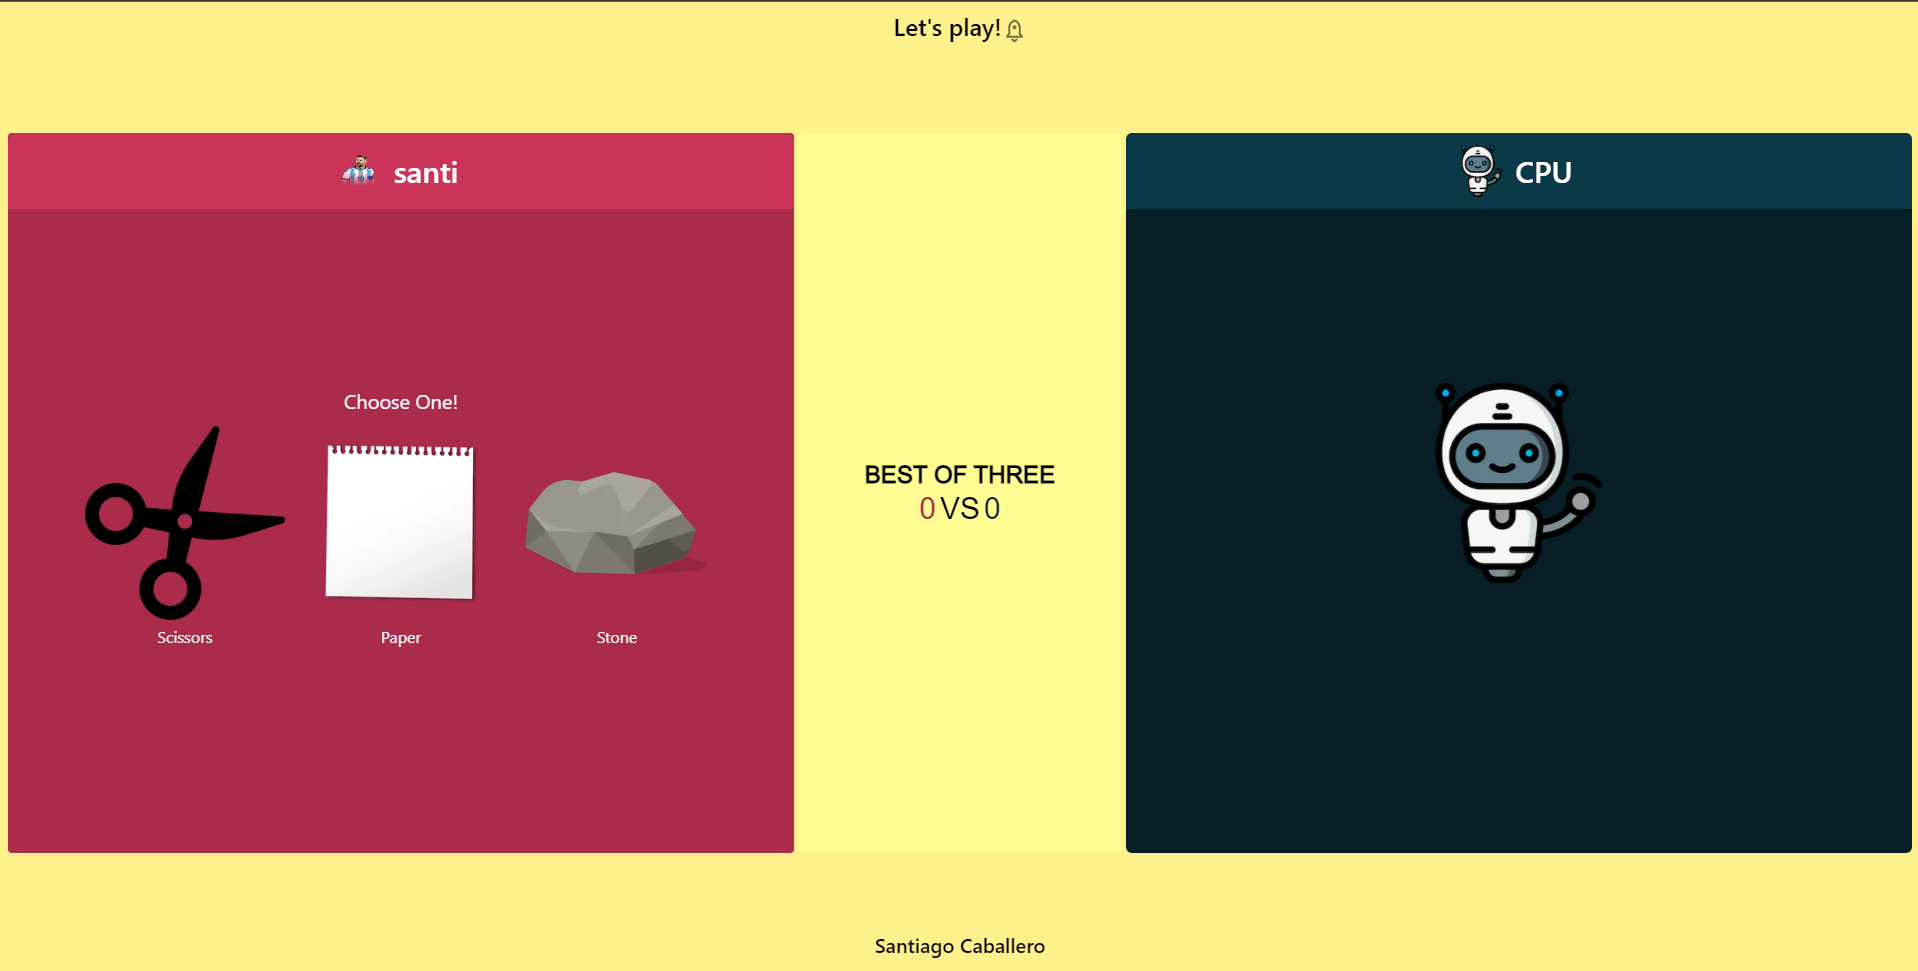 Let's play!
santi
CPU
Choose One!
Scissors
Paper
Stone
BEST OF THREE
0 VS 0
Santiago Caballero